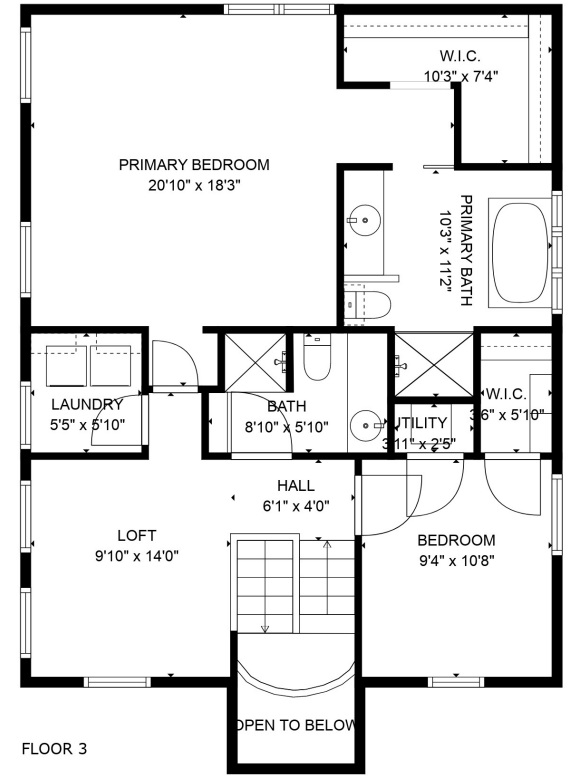 W.I.C.
10'3" x 7'4"
PRIMARY BEDROOM
20'10" x 18'3"
PRIMARY BATH
10'3" x 11'2"
LAUNDRY
5'5" x 5'10"
BATH
8'10" x 5'10"
UTILITY
3'11" x 2'5"
W.I.C.
3'6" x 5'10"
HALL
6'1" x 4'0"
LOFT
9'10" x 14'0"
BEDROOM
9'4" x 10'8"
OPEN TO BELOW
FLOOR 3